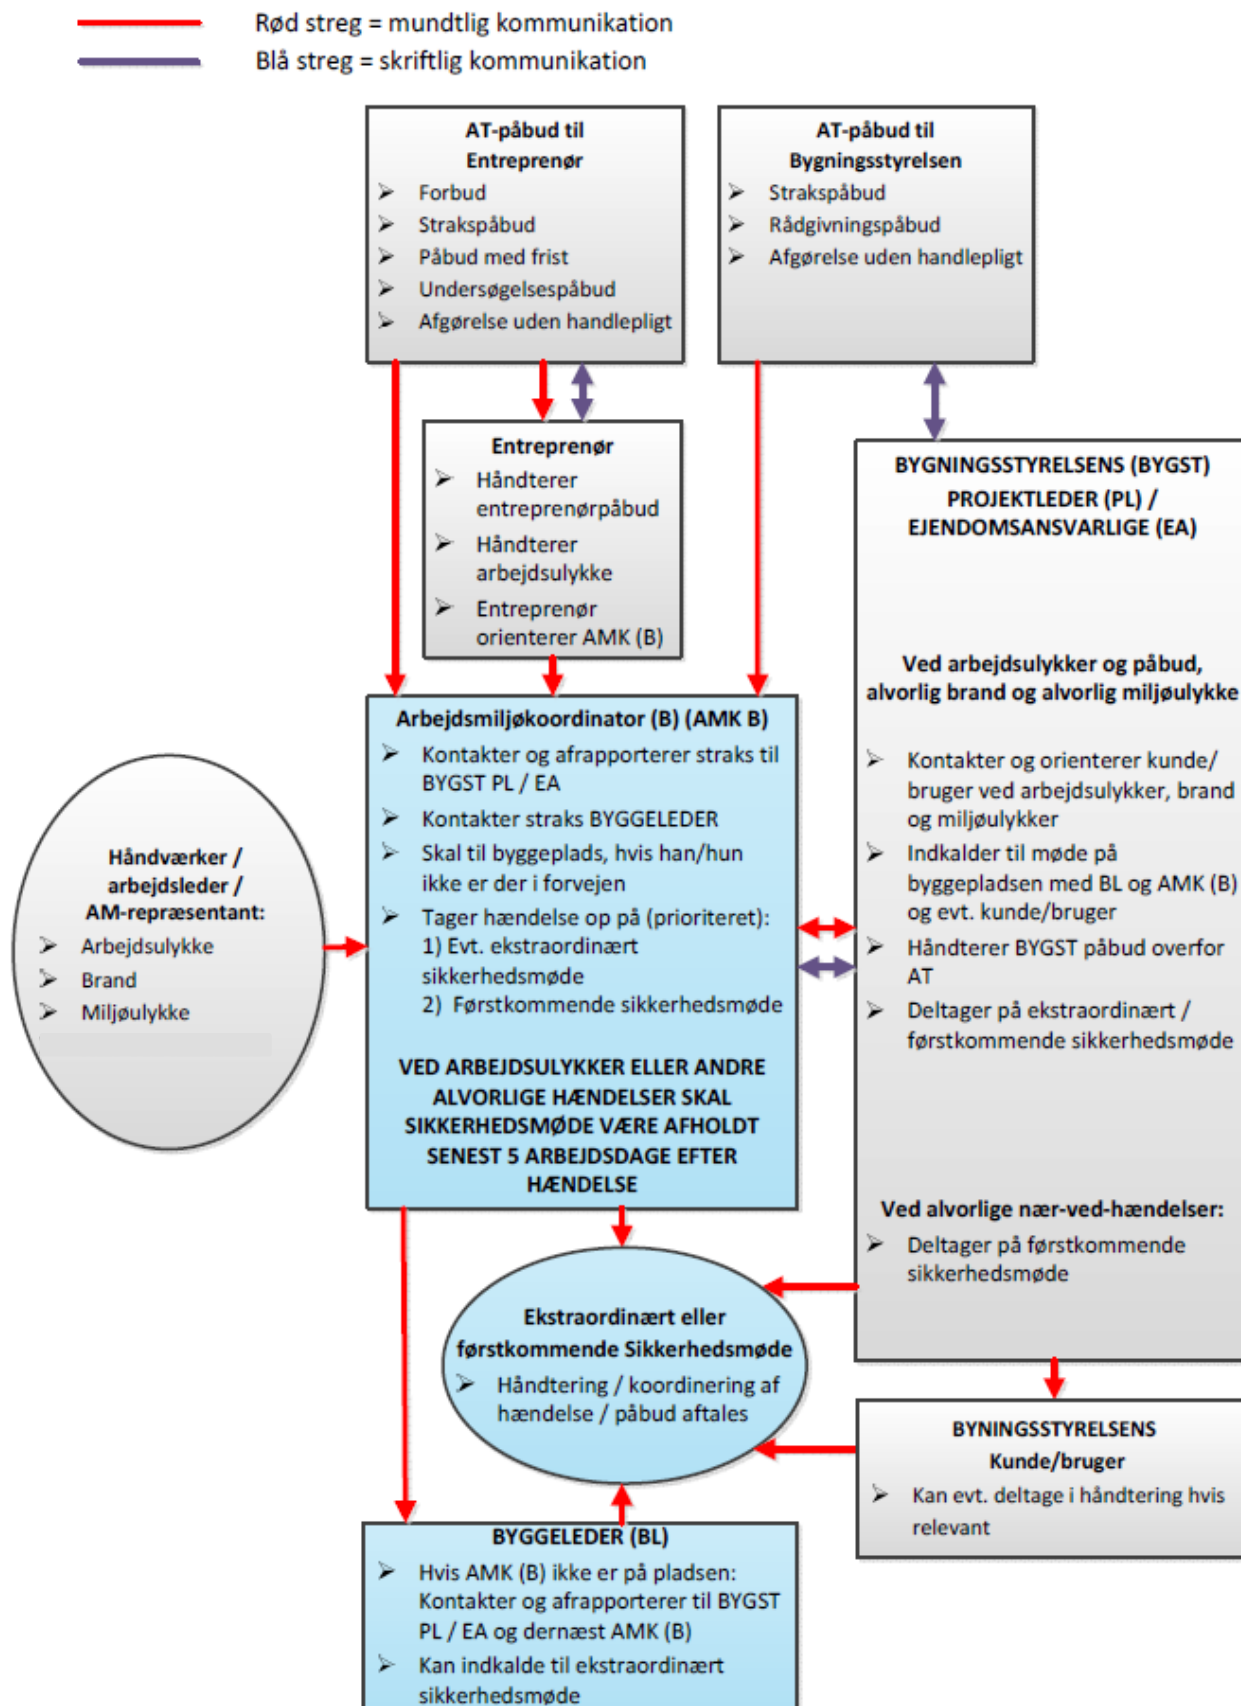 Rød streg = mundtlig kommunikation
Blå streg = skriftlig kommunikation
AT-påbud til
Entreprenør
➢ Forbud
➢ Strakspåbud
➢ Påbud med frist
➢ Undersøgelsespåbud
➢ Afgørelse uden handlepligt
AT-påbud til
Bygningsstyrelsen
➢ Strakspåbud
➢ Rådgivningspåbud
➢ Afgørelse uden handlepligt
Entreprenør
➢ Håndterer
entreprenørpåbud
➢ Håndterer
arbejdsulykke
➢ Entreprenør
orienterer AMK (B)
BYGNINGSSTYRELSENS (BYGST)
PROJEKTLEDER (PL) /
EJENDOMSANSVARLIGE (EA)
Ved arbejdsulykker og påbud,
alvorlig brand og alvorlig miljøulykke
➢ Kontakter og orienterer kunde/
bruger ved arbejdsulykker, brand
og miljøulykker
➢ Indkalder til møde på
byggepladsen med BL og AMK (B)
og evt. kunde/bruger
➢ Håndterer BYGST påbud overfor
AT
➢ Deltager på ekstraordinært /
førstkommende sikkerhedsmøde
Ved alvorlige nær-ved-hændelser:
➢ Deltager på førstkommende
sikkerhedsmøde
Arbejdsmiljøkoordinator (B) (AMK B)
➢ Kontakter og afrapporterer straks til
BYGST PL / EA
➢ Kontakter straks BYGGELEDER
➢ Skal til byggeplads, hvis han/hun
ikke er der i forvejen
➢ Tager hændelse op på (prioriteret):
1) Evt. ekstraordinært
sikkerhedsmøde
2) Førstkommende sikkerhedsmøde
VED ARBEJDSULYKKER ELLER ANDRE
ALVORLIGE HÆNDELSER SKAL
SIKKERHEDSMØDE VÆRE AFHOLDT
SENEST 5 ARBEJDSDAGE EFTER
HÆNDELSE
Håndværker /
arbejdsleder /
AM-repræsentant:
➢ Arbejdsulykke
➢ Brand
➢ Miljøulykke
Ekstraordinært eller
førstkommende Sikkerhedsmøde
➢ Håndtering / koordinering af
hændelse / påbud aftales
BYNINGSSTYRELSENS
Kunde/bruger
➢ Kan evt. deltage i håndtering hvis
relevant
BYGGELEDER (BL)
➢ Hvis AMK (B) ikke er på pladsen:
Kontakter og afrapporterer til BYGST
PL / EA og dernæst AMK (B)
➢ Kan indkalde til ekstraordinært
sikkerhedsmøde